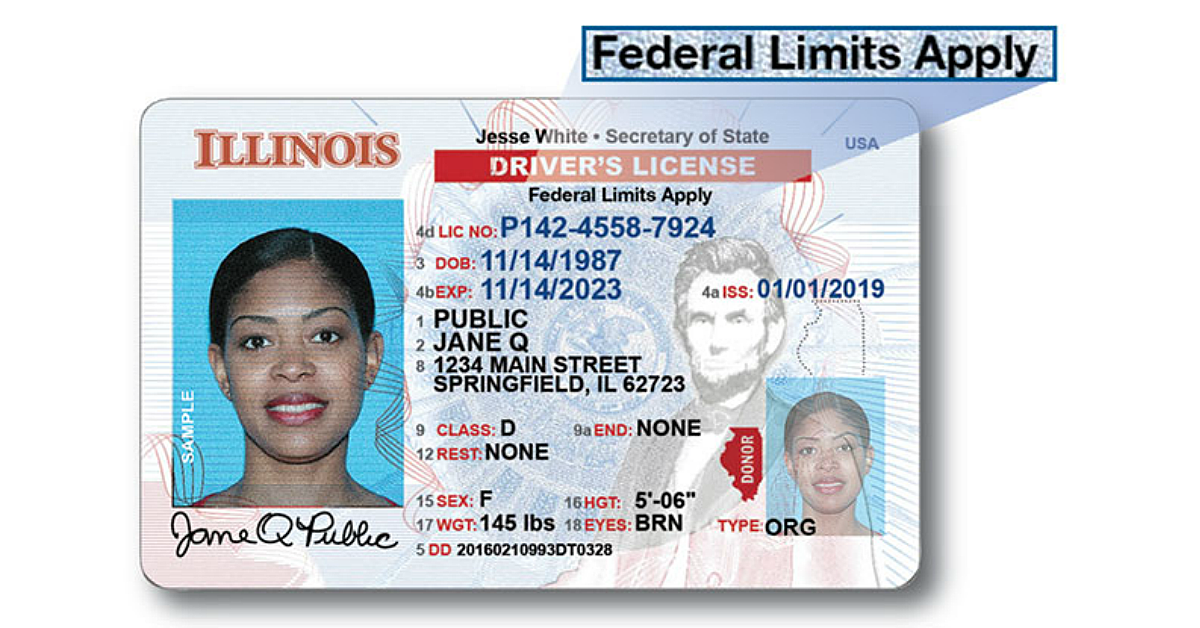 Federal Limits Apply
ILLINOIS
Jesse White • Secretary of State
USA
DRIVER'S LICENSE
Federal Limits Apply
4d LIC NO: P142-4558-7924
3 DOB: 11/14/1987
4b EXP: 11/14/2023
4a ISS: 01/01/2019
1 PUBLIC
2 JANE Q
8 1234 MAIN STREET
SPRINGFIELD, IL 62723
9 CLASS: D
9a END: NONE
12 REST: NONE
DONOR
15 SEX: F
16 HGT: 5'-06"
17 WGT: 145 lbs
18 EYES: BRN
TYPE: ORG
5 DD 20160210993DT0328
SAMPLE
Jane Q Public